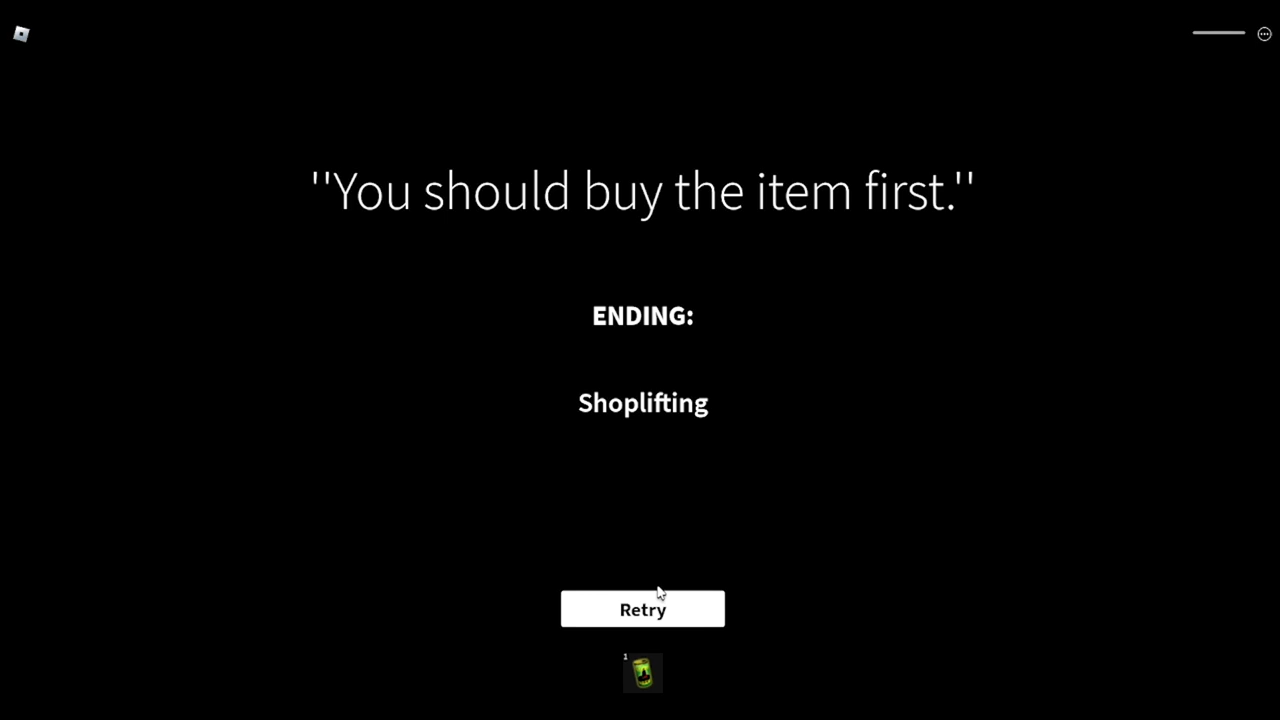 ''You should buy the item first.''
ENDING:
Shoplifting
Retry
1